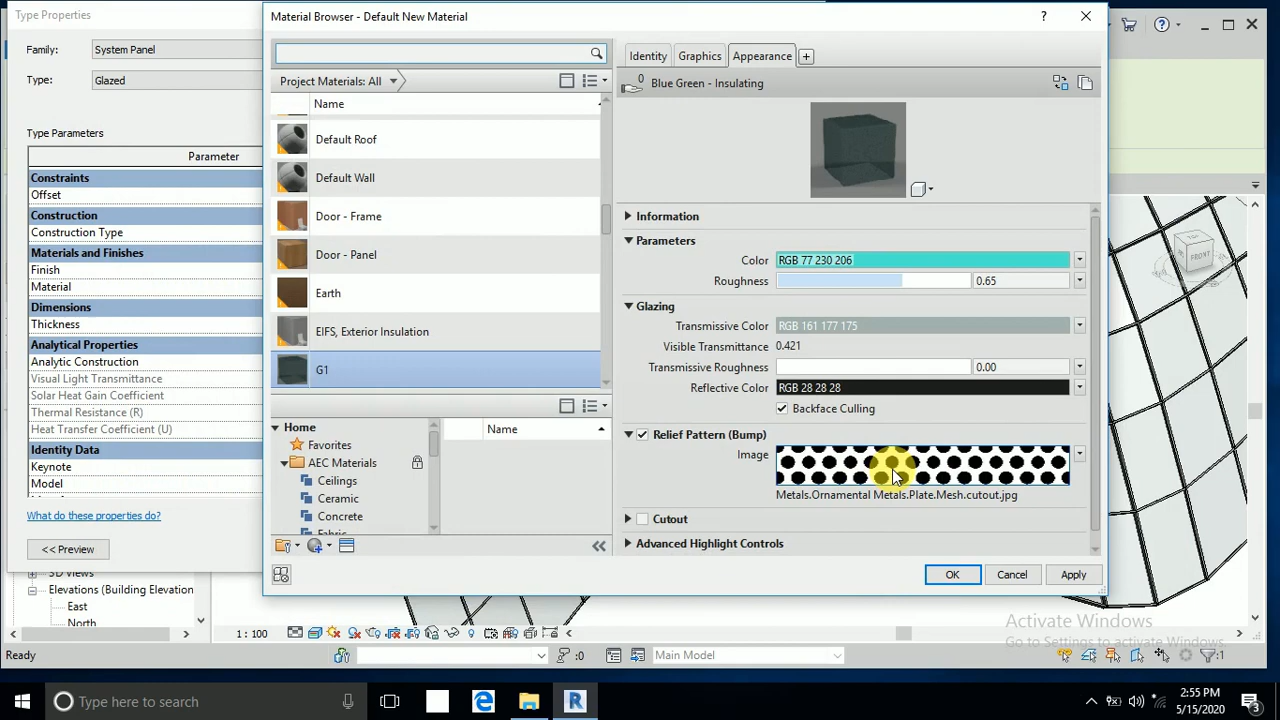 Type Properties
Family:
System Panel
Type:
Glazed
Type Parameters
Parameter
Constraints
Offset
Construction
Construction Type
Materials and Finishes
Finish
Material
Dimensions
Thickness
Analytical Properties
Analytic Construction
Visual Light Transmittance
Solar Heat Gain Coefficient
Thermal Resistance (R)
Heat Transfer Coefficient (U)
Identity Data
Keynote
Model
What do these properties do?
<< Preview
Material Browser - Default New Material
?
Project Materials: All
Name
Default Roof
Default Wall
Door - Frame
Door - Panel
Earth
EIFS, Exterior Insulation
G1
Home
Favorites
AEC Materials
Ceilings
Ceramic
Concrete
Name
Identity
Graphics
Appearance
+
0
Blue Green - Insulating
Information
Parameters
Color
RGB 77 230 206
Roughness
0.65
Glazing
Transmissive Color
RGB 161 177 175
Visible Transmittance
0.421
Transmissive Roughness
0.00
Reflective Color
RGB 28 28 28
Backface Culling
Relief Pattern (Bump)
Image
Metals.Ornamental Metals.Plate.Mesh.cutout.jpg
Cutout
Advanced Highlight Controls
OK
Cancel
Apply
FRONT
Elevations (Building Elevation
East
North
1 : 100
Activate Windows
Go to Settings to activate Windows.
Ready
:0
Main Model
:1
Type here to search
2:55 PM
5/15/2020
3